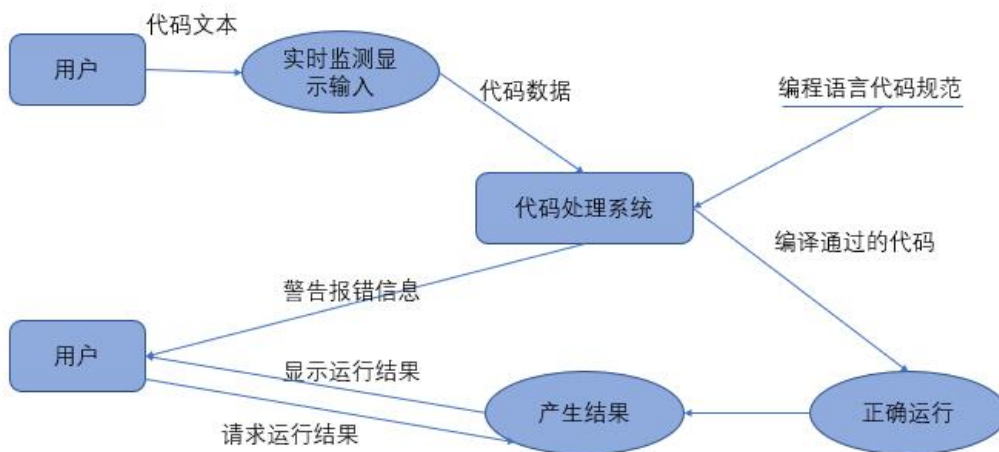 代码文本
用户
实时监测显
示输入
代码数据
编程语言代码规范
代码处理系统
编译通过的代码
警告报错信息
用户
显示运行结果
产生结果
正确运行
请求运行结果